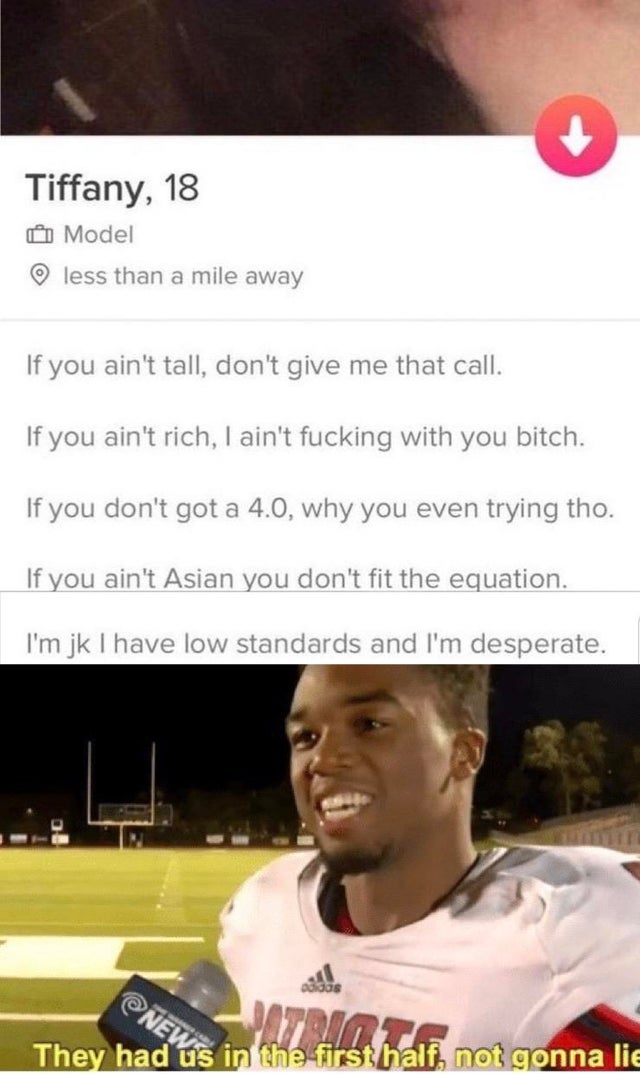 Tiffany, 18
Model
less than a mile away
If you ain't tall, don't give me that call.
If you ain't rich, I ain't fucking with you bitch.
If you don't got a 4.0, why you even trying tho.
If you ain't Asian you don't fit the equation.
I'm jk I have low standards and I'm desperate.
adidas
PATRIOTS
NEWS
They had us in the first half, not gonna lie